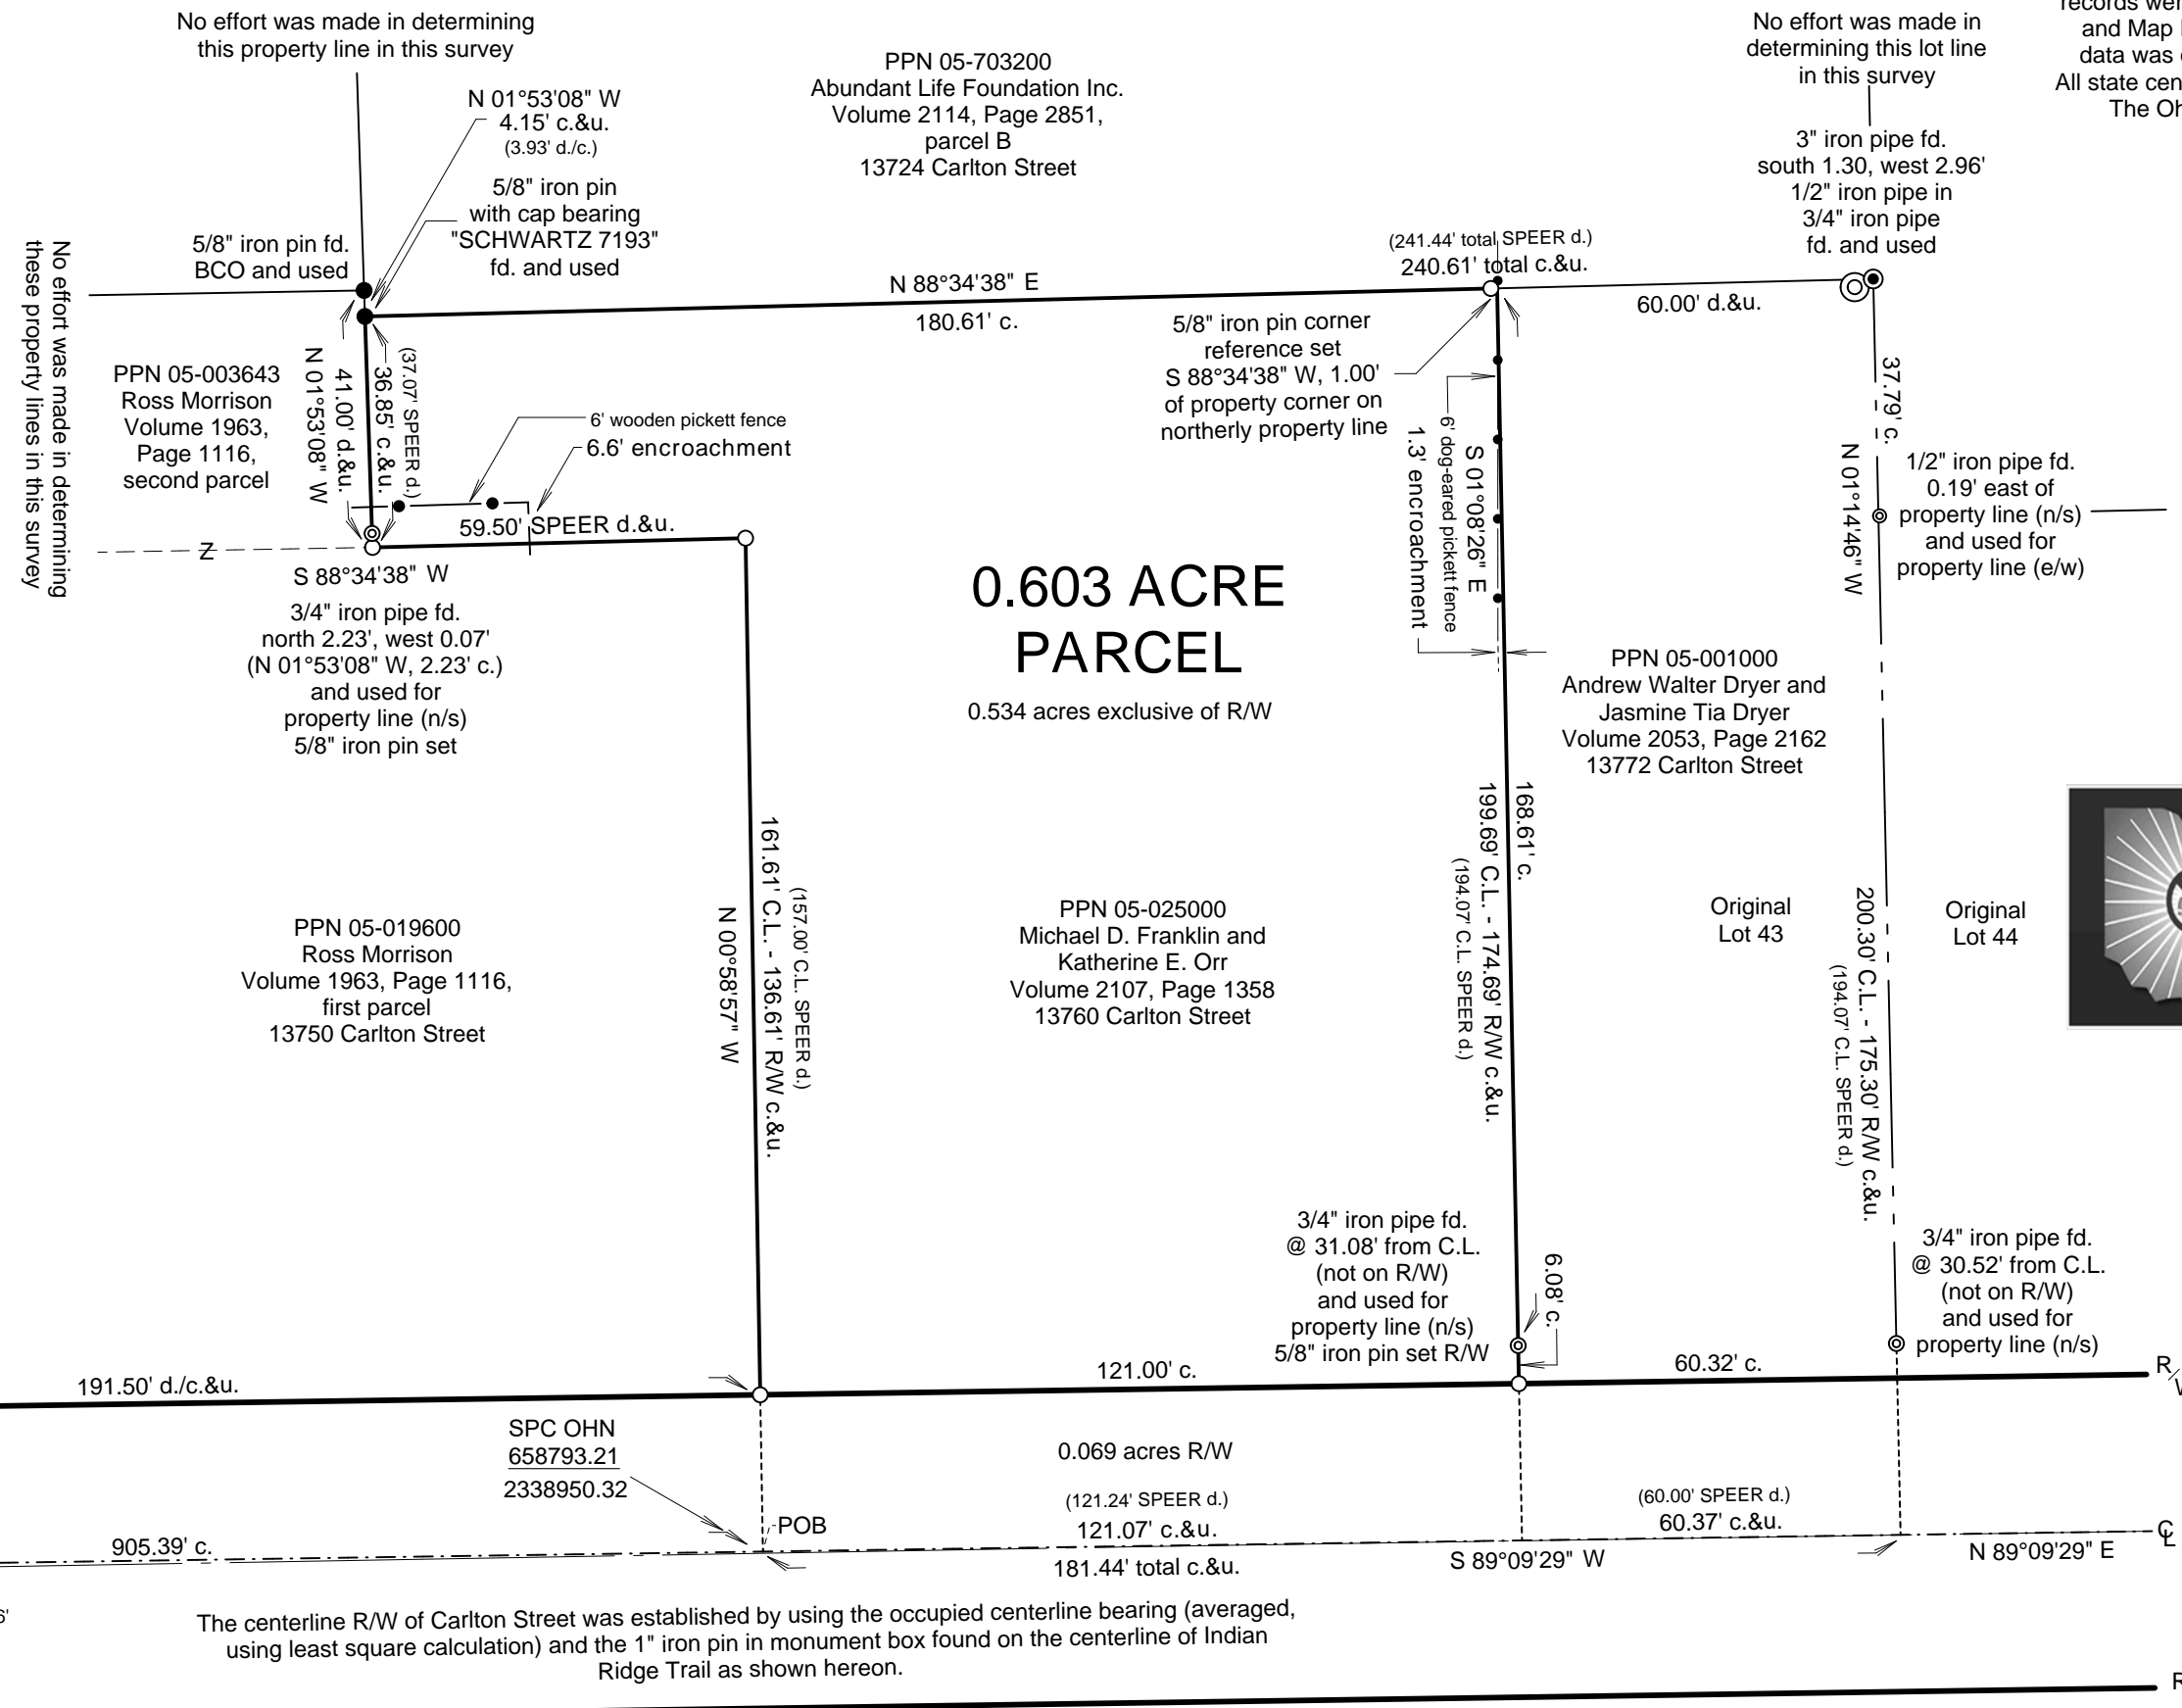 No effort was made in determining
this property line in this survey
N 01°53'08" W
4.15' c.&u.
(3.93' d./c.)
5/8" iron pin
with cap bearing
"SCHWARTZ 7193"
fd. and used
5/8" iron pin fd.
BCO and used
PPN 05-703200
Abundant Life Foundation Inc.
Volume 2114, Page 2851,
parcel B
13724 Carlton Street
No effort was made in
determining this lot line
in this survey
3" iron pipe fd.
south 1.30, west 2.96'
1/2" iron pipe in
3/4" iron pipe
fd. and used
and Map
data was
All state
The
No effort was made in determining
these property lines in this survey
(241.44' total SPEER d.)
240.61' total c.&u.
N 88°34'38" E
180.61' c.
60.00' d.&u.
5/8" iron pin corner
reference set
S 88°34'38" W, 1.00'
of property corner on
northerly property line
PPN 05-003643
Ross Morrison
Volume 1963,
Page 1116,
second parcel
N 01°53'08" W
41.00' d.&u.
36.85' c.&u.
(37.07' SPEER d.)
6' wooden pickett fence
6.6' encroachment
59.50' SPEER d.&u.
Z
S 88°34'38" W
3/4" iron pipe fd.
north 2.23', west 0.07'
(N 01°53'08" W, 2.23' c.)
and used for
property line (n/s)
5/8" iron pin set
0.603 ACRE
PARCEL
0.534 acres exclusive of R/W
1.3' encroachment
6' dog-eared pickett fence
S 01°08'26" E
37.79' c.
N 01°14'46" W
1/2" iron pipe fd.
0.19' east of
property line (n/s)
and used for
property line (e/w)
PPN 05-001000
Andrew Walter Dryer and
Jasmine Tia Dryer
Volume 2053, Page 2162
13772 Carlton Street
N 00°58'57" W
161.61' C.L. - 136.61' R/W c.&u.
(157.00' C.L. SPEER d.)
168.61' c.
199.69' C.L. - 174.69' R/W c.&u.
(194.07' C.L. SPEER d.)
PPN 05-019600
Ross Morrison
Volume 1963, Page 1116,
first parcel
13750 Carlton Street
PPN 05-025000
Michael D. Franklin and
Katherine E. Orr
Volume 2107, Page 1358
13760 Carlton Street
Original
Lot 43
Original
Lot 44
200.30' C.L. - 175.30' R/W c.&u.
(194.07' C.L. SPEER d.)
3/4" iron pipe fd.
@ 31.08' from C.L.
(not on R/W)
and used for
property line (n/s)
5/8" iron pin set R/W
6.08' c.
3/4" iron pipe fd.
@ 30.52' from C.L.
(not on R/W)
and used for
property line (n/s)
191.50' d./c.&u.
121.00' c.
60.32' c.
SPC OHN
658793.21
2338950.32
POB
0.069 acres R/W
(121.24' SPEER d.)
121.07' c.&u.
(60.00' SPEER d.)
60.37' c.&u.
905.39' c.
181.44' total c.&u.
S 89°09'29" W
N 89°09'29" E
The centerline R/W of Carlton Street was established by using the occupied centerline bearing (averaged,
using least square calculation) and the 1" iron pin in monument box found on the centerline of Indian
Ridge Trail as shown hereon.